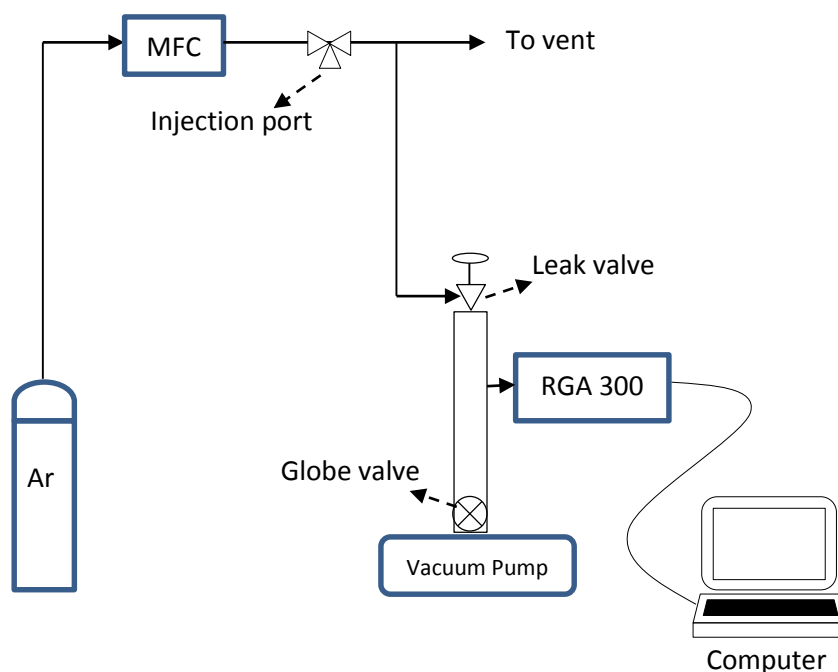 MFC
To vent
Injection port
Leak valve
RGA 300
Ar
Globe valve
Vacuum Pump
Computer